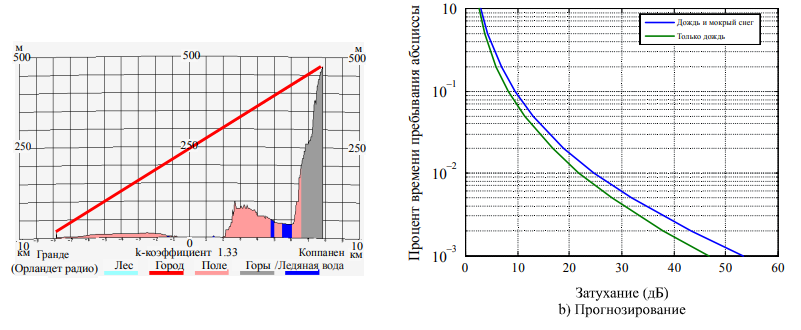 м
м
500
500
500
250
250
250
10
0
10
км
км
Гранде
k-коэффициент 1.33
Коппанен
(Орландет радио)
Лес
Город
Поле
Горы
/Ледяная вода
Процент времени пребывания абсциссы
10
10⁻¹
10⁻²
10⁻³
Дождь и мокрый снег
Только дождь
0
10
20
30
40
50
60
Затухание (дБ)
b) Прогнозирование